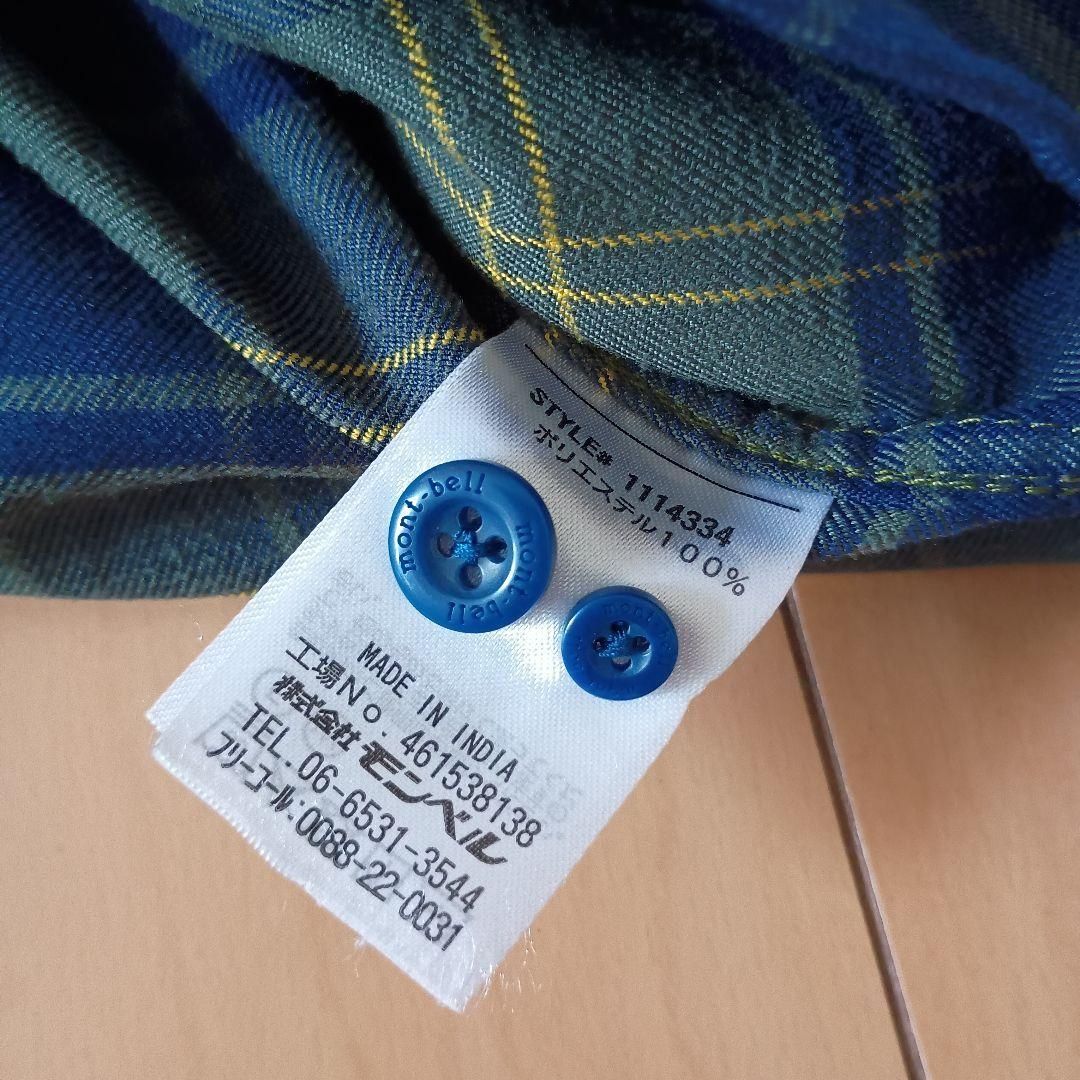 STYLE# 1114334
ポリエステル100%
mont-bell mont-bell
mont-bell
MADE IN INDIA
工場No. 461538138
株式会社モンベル
TEL.06-6531-3544
フリーコール:0088-22-0031